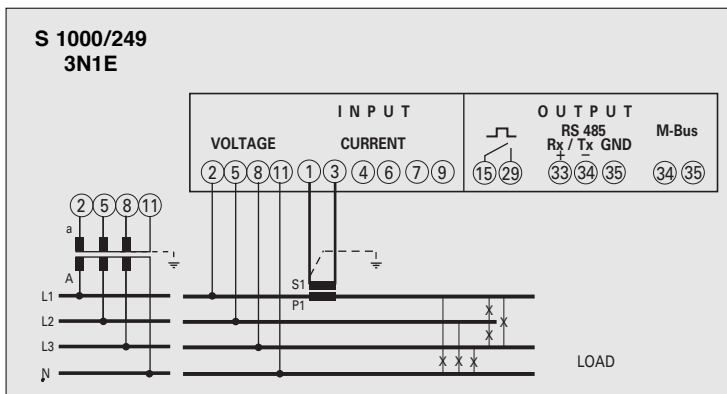 S 1000/249
3N1E
INPUT
OUTPUT
VOLTAGE
CURRENT
RS 485
Rx / Tx GND
+ −
M-Bus
2 5 8 11 1 3 4 6 7 9 15 29 33 34 35 34 35
2 5 8 11
a
A
S1
P1
L1
L2
L3
N
X X X X X X
LOAD